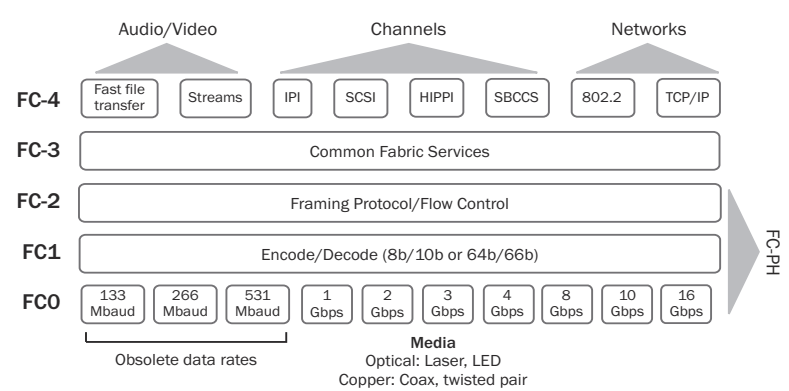 Audio/Video
Channels
Networks
FC-4
Fast file
transfer
Streams
IPI
SCSI
HIPPI
SBCCS
802.2
TCP/IP
FC-3
Common Fabric Services
FC-2
Framing Protocol/Flow Control
FC1
Encode/Decode (8b/10b or 64b/66b)
FC-PH
FC0
133
Mbaud
266
Mbaud
531
Mbaud
1
Gbps
2
Gbps
3
Gbps
4
Gbps
8
Gbps
10
Gbps
16
Gbps
Obsolete data rates
Media
Optical: Laser, LED
Copper: Coax, twisted pair